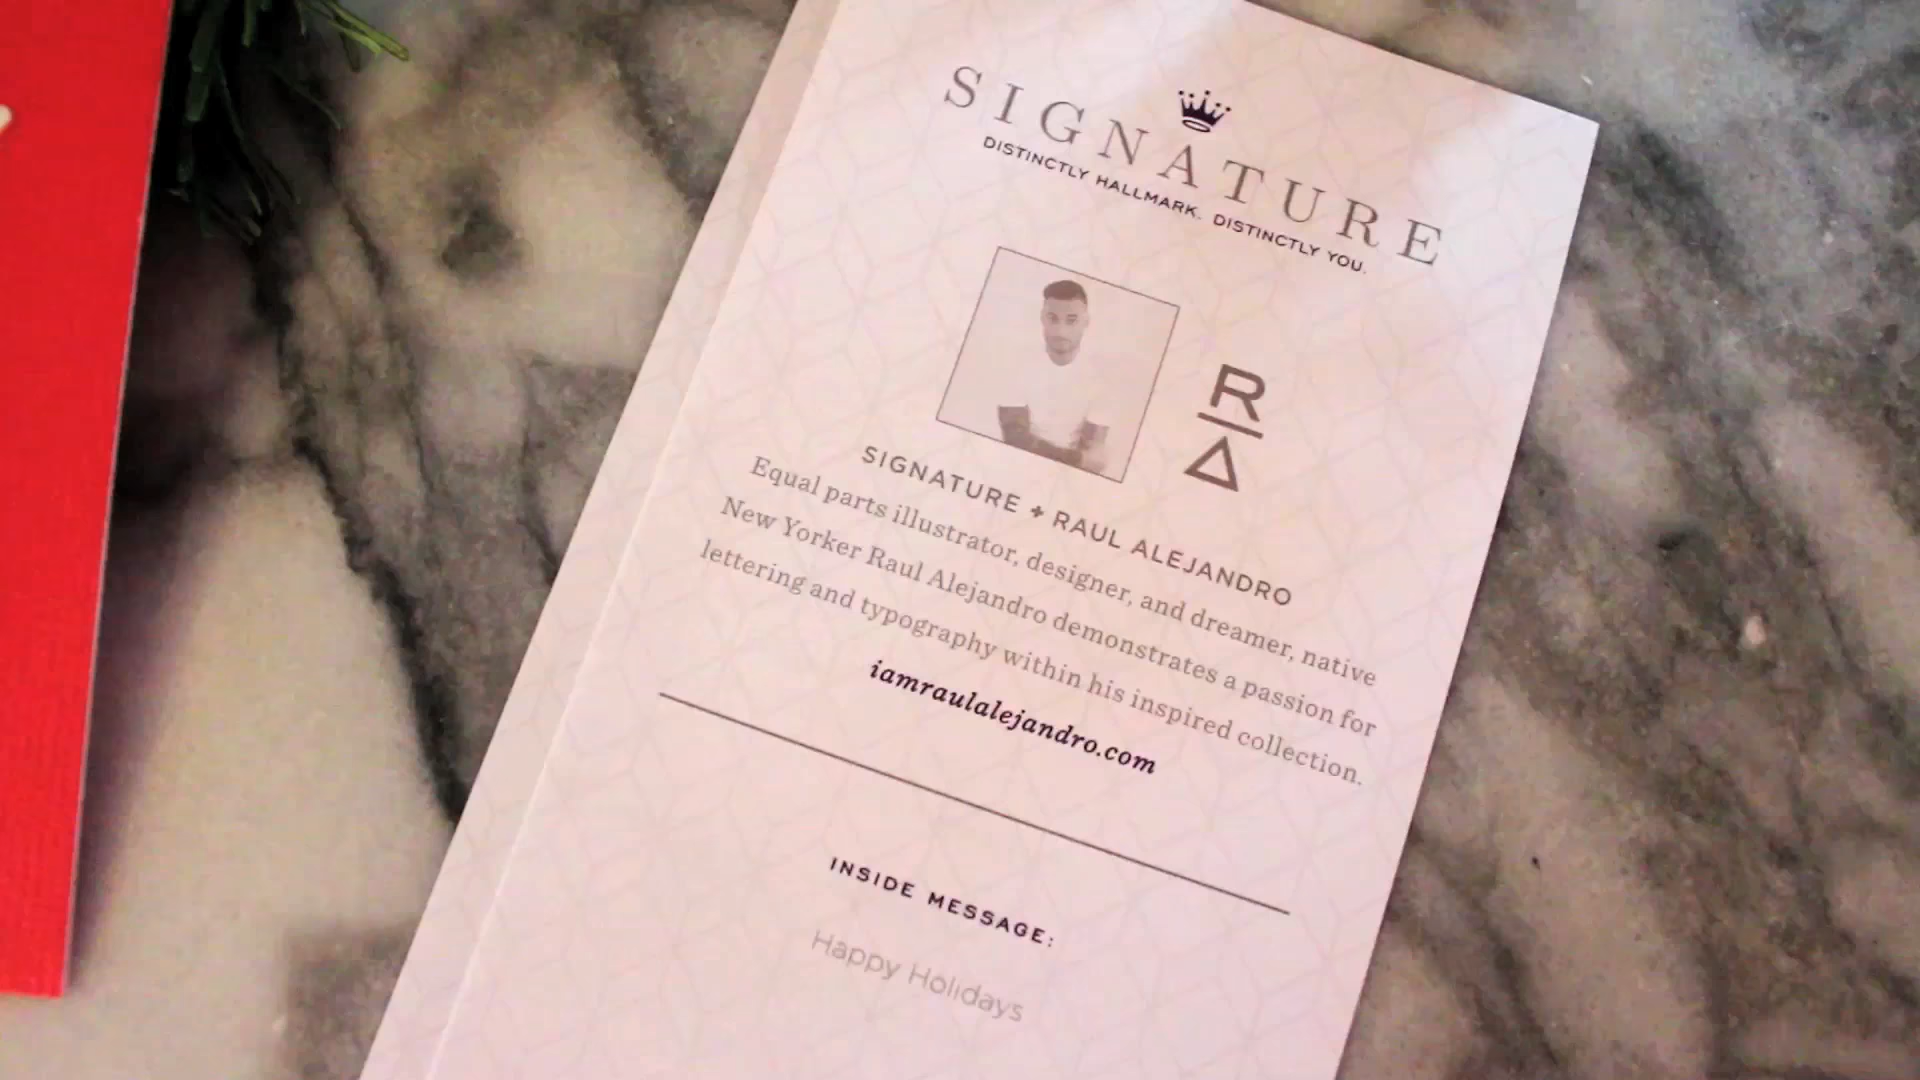 SIGNATURE
DISTINCTLY HALLMARK. DISTINCTLY YOU.
RA
SIGNATURE + RAUL ALEJANDRO
Equal parts illustrator, designer, and dreamer, native
New Yorker Raul Alejandro demonstrates a passion for
lettering and typography within his inspired collection.
iamraulalejandro.com
INSIDE MESSAGE:
Happy Holidays